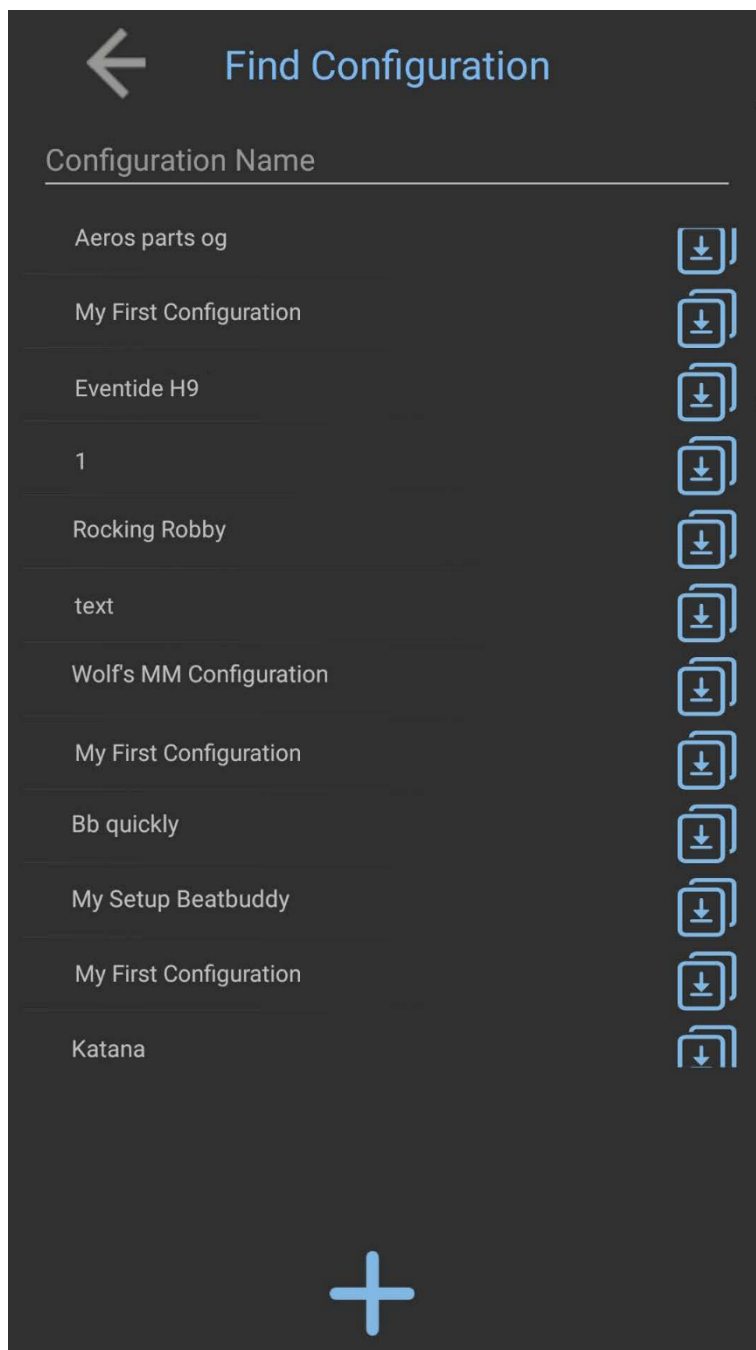 Find Configuration
Configuration Name
Aeros parts og
My First Configuration
Eventide H9
1
Rocking Robby
text
Wolf's MM Configuration
My First Configuration
Bb quickly
My Setup Beatbuddy
My First Configuration
Katana